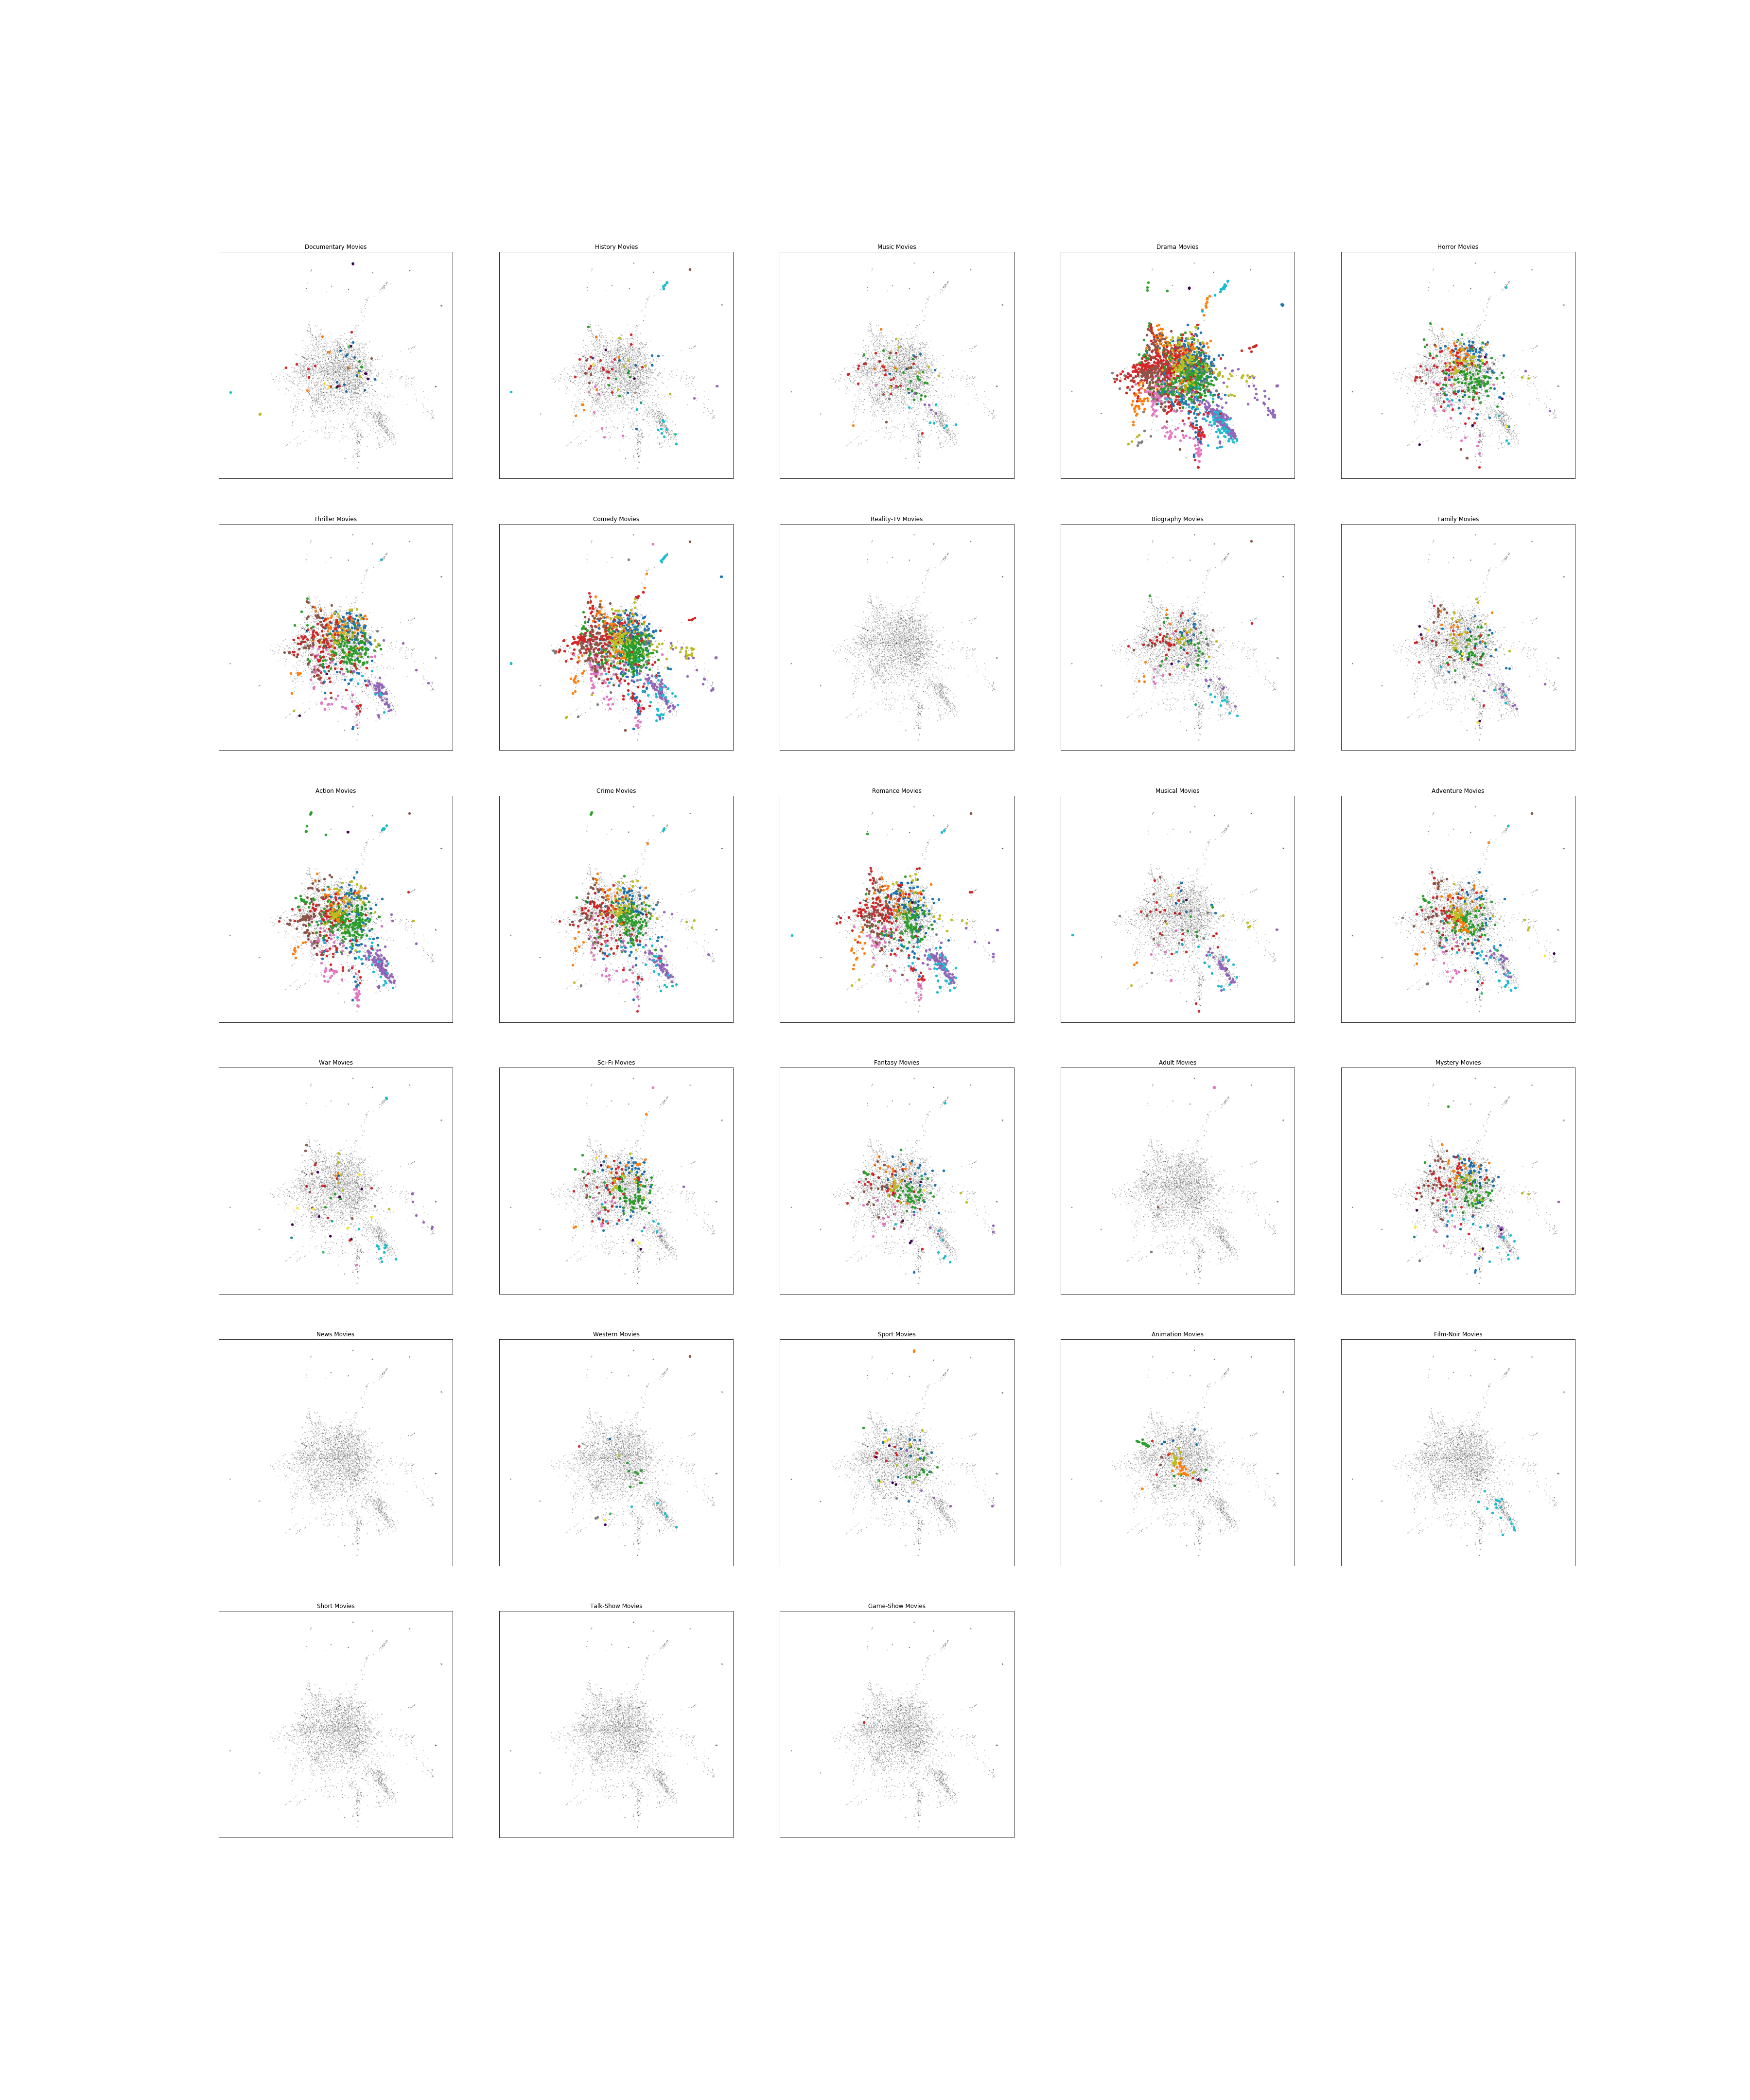 Documentary Movies
History Movies
Music Movies
Drama Movies
Horror Movies
Thriller Movies
Comedy Movies
Reality-TV Movies
Biography Movies
Family Movies
Action Movies
Crime Movies
Romance Movies
Musical Movies
Adventure Movies
War Movies
Sci-Fi Movies
Fantasy Movies
Adult Movies
Mystery Movies
News Movies
Western Movies
Sport Movies
Animation Movies
Film-Noir Movies
Short Movies
Talk-Show Movies
Game-Show Movies